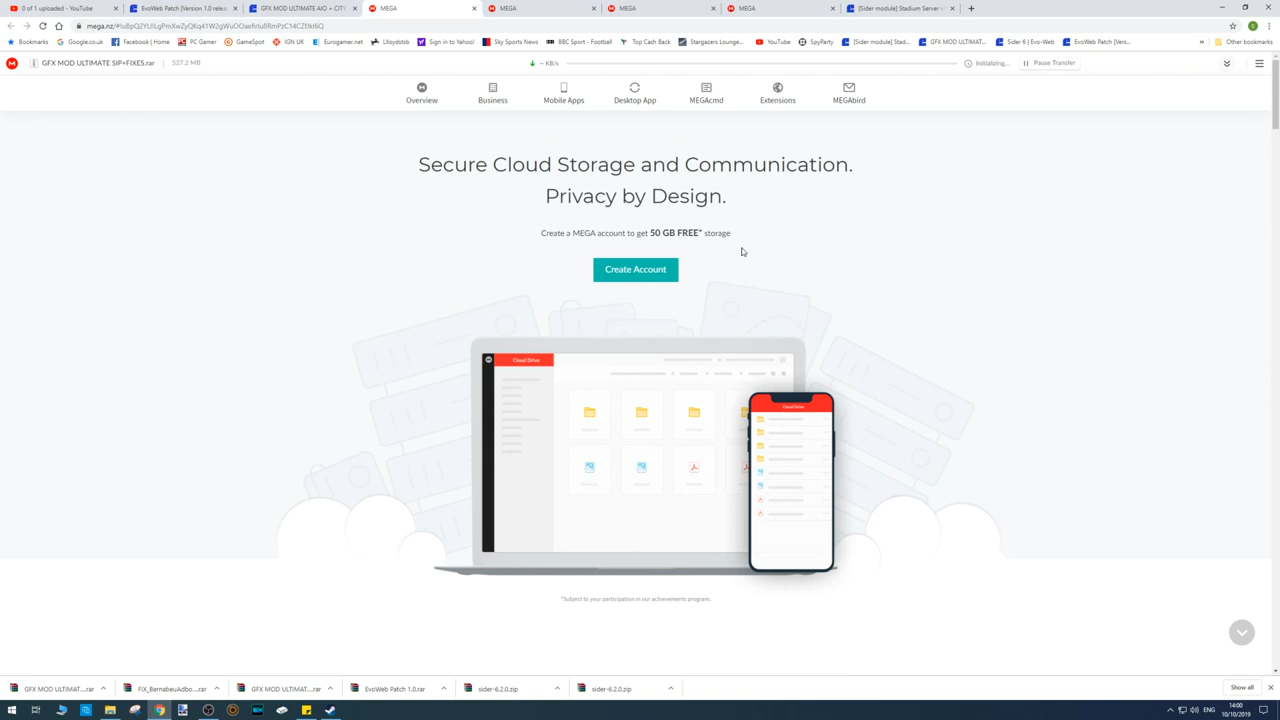 0 of 1 uploaded - YouTube
EvoWeb Patch [Version 1.0 relea
GFX MOD ULTIMATE AIO + CITY
MEGA
MEGA
MEGA
MEGA
[Sider module] Stadium Server v
Bookmarks
Google.co.uk
Facebook | Home
PC Gamer
GameSpot
IGN UK
Eurogamer.net
Lloydstsb
Sign in to Yahoo!
Sky Sports News
BBC Sport - Football
Top Cash Back
Stargazers Lounge...
YouTube
SpyParty
[Sider module] Stad...
GFX MOD ULTIMAT...
Sider 6 | Evo-Web
EvoWeb Patch [Vers...
Other bookmarks
GFX MOD ULTIMATE SIP+FIXES.rar 527.2 MB
-- KB/s
Initializing...
Pause Transfer
Overview
Business
Mobile Apps
Desktop App
MEGAcmd
Extensions
MEGAbird
Secure Cloud Storage and Communication.
Privacy by Design.
Create a MEGA account to get 50 GB FREE* storage
Create Account
Cloud Drive
Cloud Drive
*Subject to your participation in our achievements program.
GFX MOD ULTIMAT....rar
FIX_BernabeuAdbo....rar
GFX MOD ULTIMAT....rar
EvoWeb Patch 1.0.rar
sider-6.2.0.zip
sider-6.2.0.zip
Show all
ENG
14:00
10/10/2019